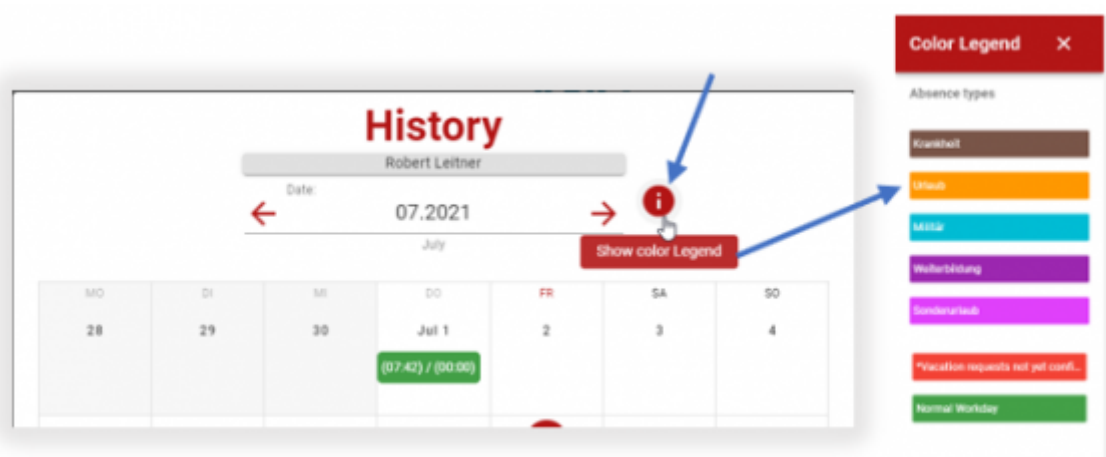 History
Robert Leitner
Date:
07.2021
July
Show color Legend
MO DI MI DO FR SA SO
28 29 30 Jul 1 2 3 4
(07:42) / (00:00)
Color Legend ×
Absence types
Krankheit
Urlaub
Militär
Weiterbildung
Sonderurlaub
*Vacation requests not yet confi...
Normal Workday